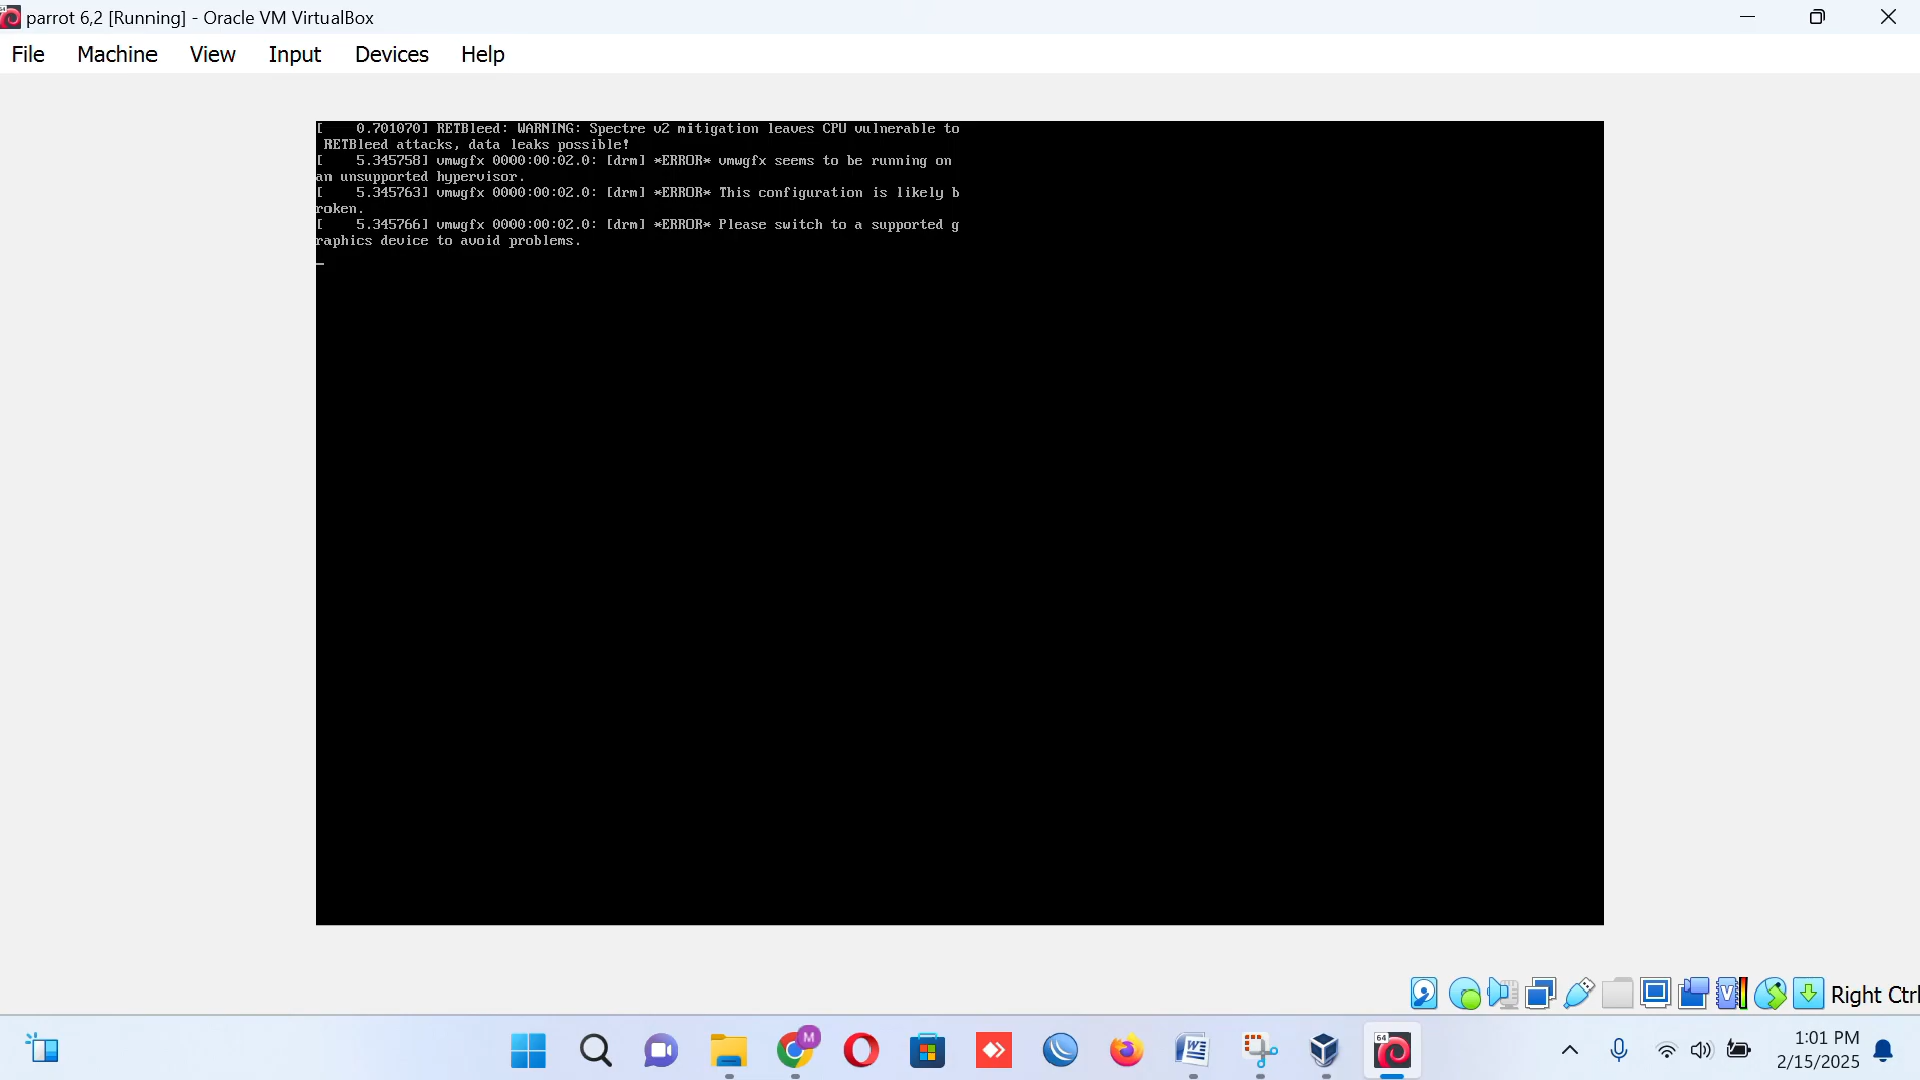 parrot 6,2 [Running] - Oracle VM VirtualBox
File Machine View Input Devices Help
[    0.701070] RETBleed: WARNING: Spectre v2 mitigation leaves CPU vulnerable to
 RETBleed attacks, data leaks possible!
[    5.345758] vmwgfx 0000:00:02.0: [drm] *ERROR* vmwgfx seems to be running on
an unsupported hypervisor.
[    5.345763] vmwgfx 0000:00:02.0: [drm] *ERROR* This configuration is likely b
roken.
[    5.345766] vmwgfx 0000:00:02.0: [drm] *ERROR* Please switch to a supported g
raphics device to avoid problems.
Right Ctrl
M
W
64
1:01 PM
2/15/2025